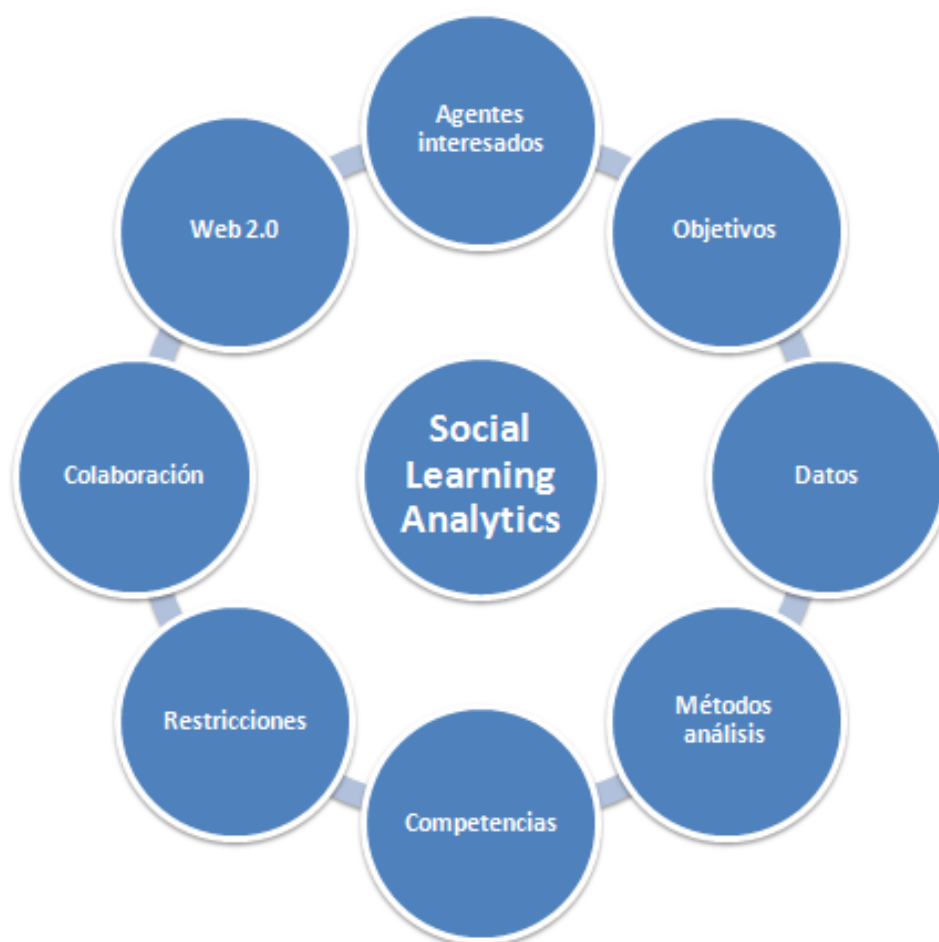 Agentes
interesados
Web 2.0
Objetivos
Social
Learning
Analytics
Colaboración
Datos
Restricciones
Métodos
análisis
Competencias